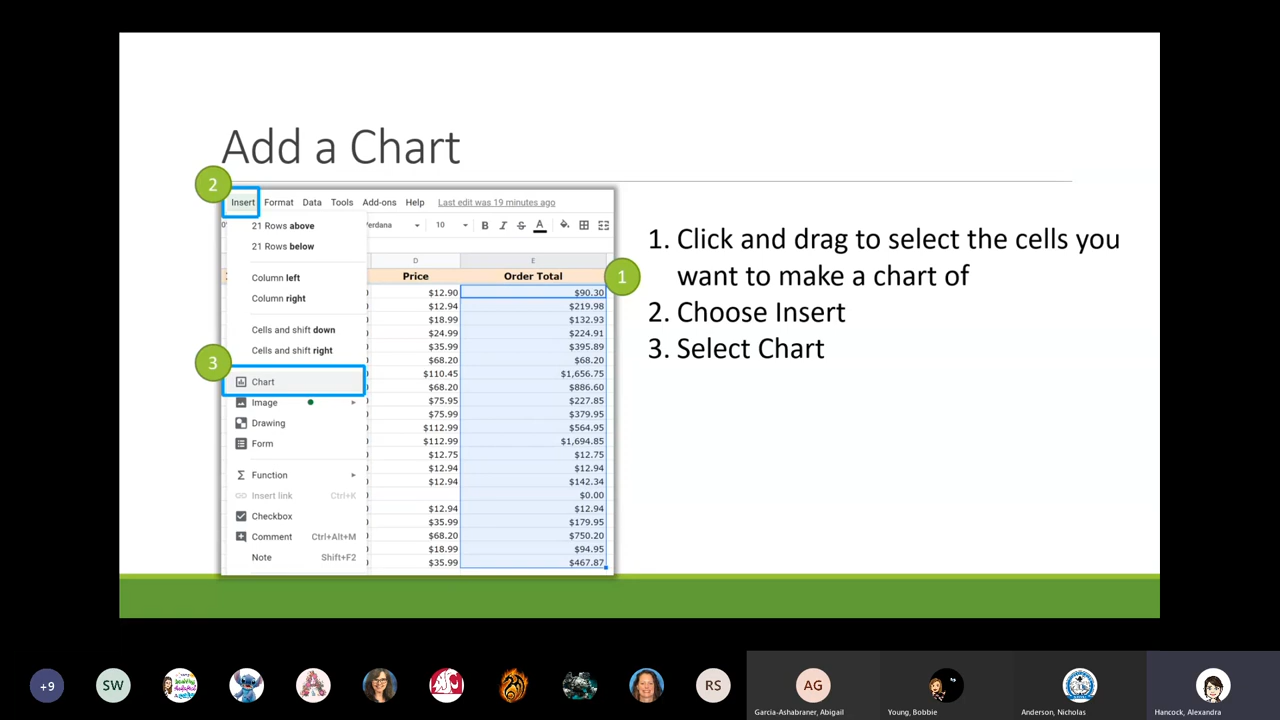 Add a Chart
2
Insert Format Data Tools Add-ons Help Last edit was 19 minutes ago
Verdana 10 B I S A
21 Rows above
21 Rows below
Column left
Column right
Cells and shift down
Cells and shift right
3
Chart
Image
Drawing
Form
Function
Insert link Ctrl+K
Checkbox
Comment Ctrl+Alt+M
Note Shift+F2
D E
Price Order Total
1
$12.90 $90.30
$12.94 $219.98
$18.99 $132.93
$24.99 $224.91
$35.99 $395.89
$68.20 $68.20
$110.45 $1,656.75
$68.20 $886.60
$75.95 $227.85
$75.99 $379.95
$112.99 $564.95
$112.99 $1,694.85
$12.75 $12.75
$12.94 $12.94
$12.94 $142.34
$0.00
$12.94 $12.94
$35.99 $179.95
$68.20 $750.20
$18.99 $94.95
$35.99 $467.87
1. Click and drag to select the cells you
want to make a chart of
2. Choose Insert
3. Select Chart
+9
SW
RS
AG
Garcia-Ashabraner, Abigail
Young, Bobbie
Anderson, Nicholas
Hancock, Alexandra